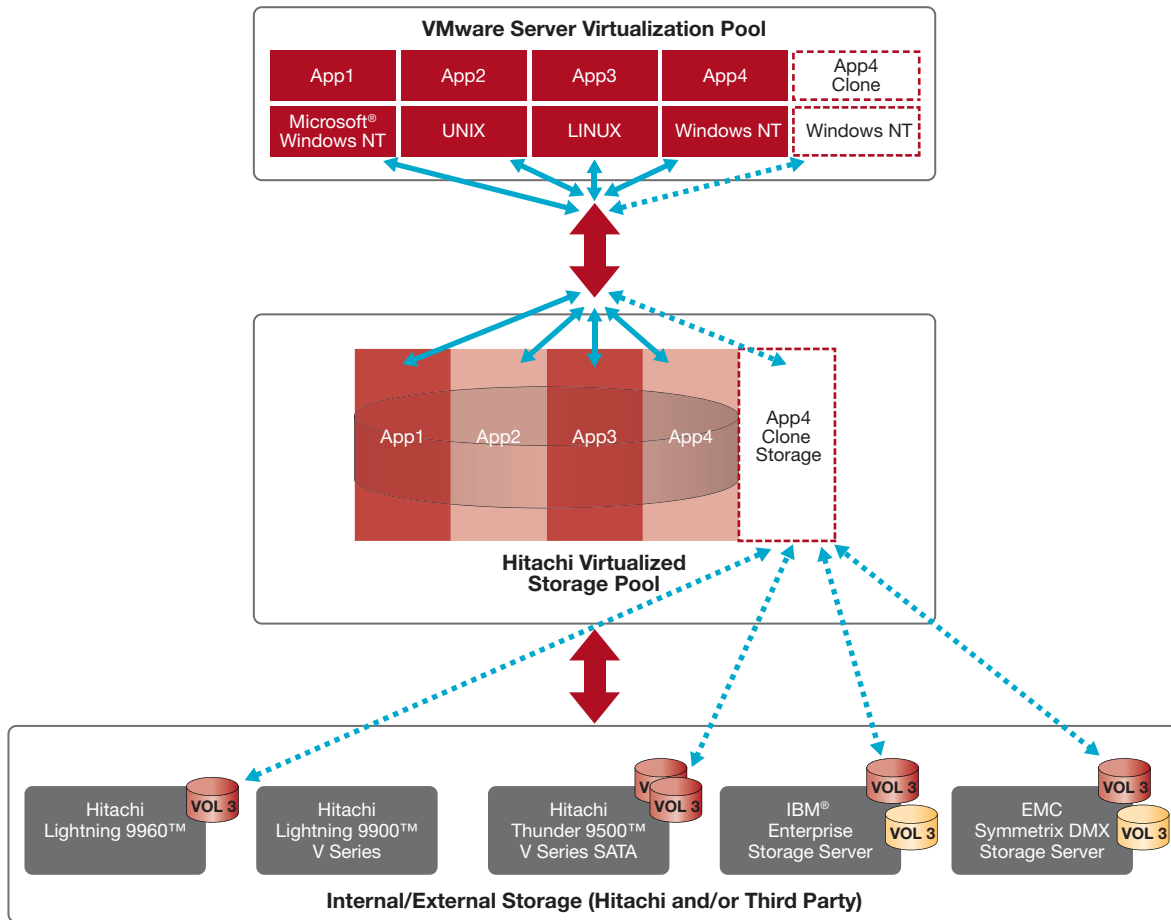 VMware Server Virtualization Pool
App1
App2
App3
App4
App4
Clone
Microsoft®
Windows NT
UNIX
LINUX
Windows NT
Windows NT
App1
App2
App3
App4
App4
Clone
Storage
Hitachi Virtualized
Storage Pool
Hitachi
Lightning 9960™
VOL 3
Hitachi
Lightning 9900™
V Series
Hitachi
Thunder 9500™
V Series SATA
VOL 3
IBM®
Enterprise
Storage Server
VOL 3
VOL 3
EMC
Symmetrix DMX
Storage Server
VOL 3
VOL 3
Internal/External Storage (Hitachi and/or Third Party)